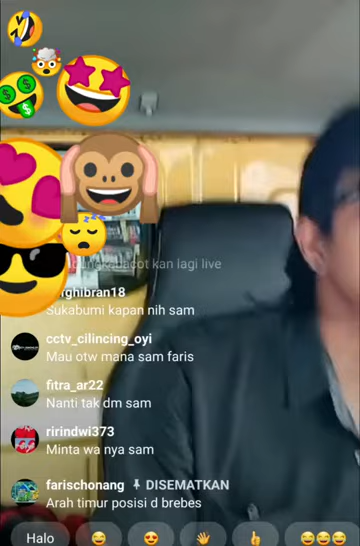 kan lagi live
ghibran18
Sukabumi kapan nih sam
cctv_cilincing_oyi
Mau otw mana sam faris
fitra_ar22
Nanti tak dm sam
ririndwi373
Minta wa nya sam
farischonang DISEMATKAN
Arah timur posisi d brebes
Halo